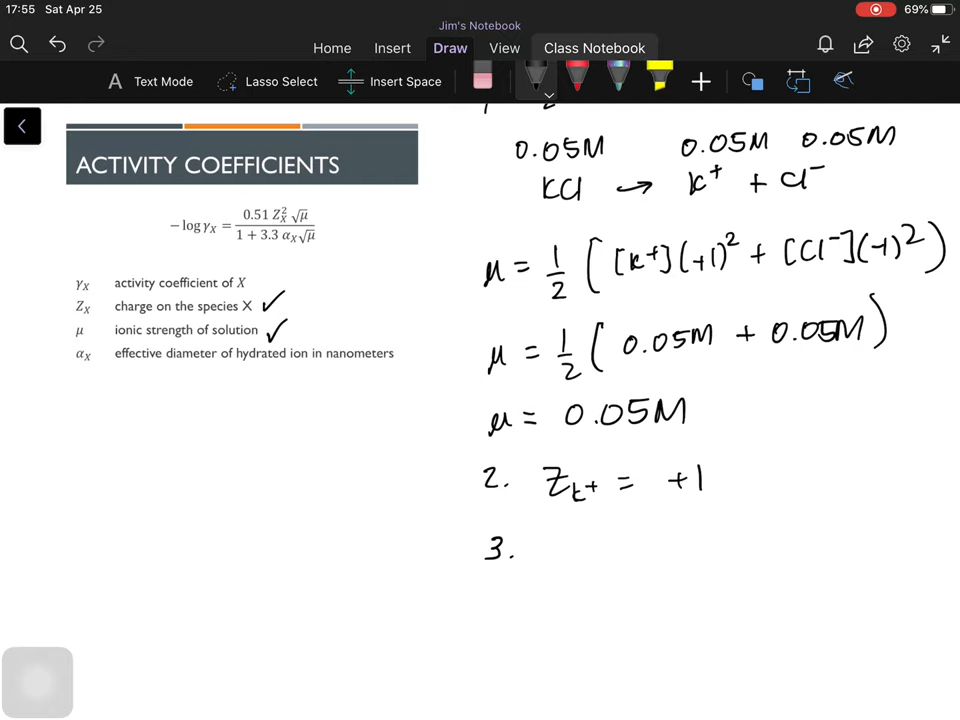 17:55 Sat Apr 25
69%
Jim's Notebook
Home Insert Draw View Class Notebook
A Text Mode Lasso Select Insert Space
ACTIVITY COEFFICIENTS
− log γX = 0.51 ZX² √μ / 1 + 3.3 αX√μ
γX activity coefficient of X
ZX charge on the species X ✓
μ ionic strength of solution ✓
αX effective diameter of hydrated ion in nanometers
0.05M 0.05M 0.05M
KCl → K⁺ + Cl⁻
μ = 1/2 ( [K⁺](+1)² + [Cl⁻](-1)² )
μ = 1/2 ( 0.05M + 0.05M )
μ = 0.05M
2. ZK+ = +1
3.